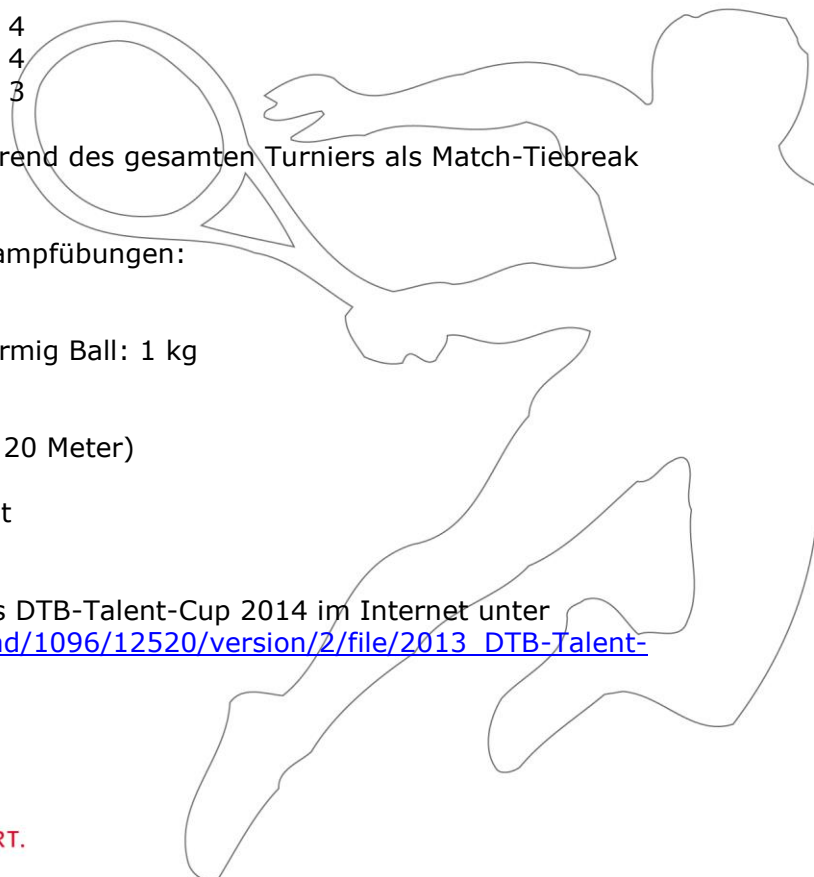 4
4
3
rend des gesamten Turniers als Match-Tiebreak
ampfübungen:
rmig Ball: 1 kg
20 Meter)
t
s DTB-Talent-Cup 2014 im Internet unter
ad/1096/12520/version/2/file/2013_DTB-Talent-
RT.